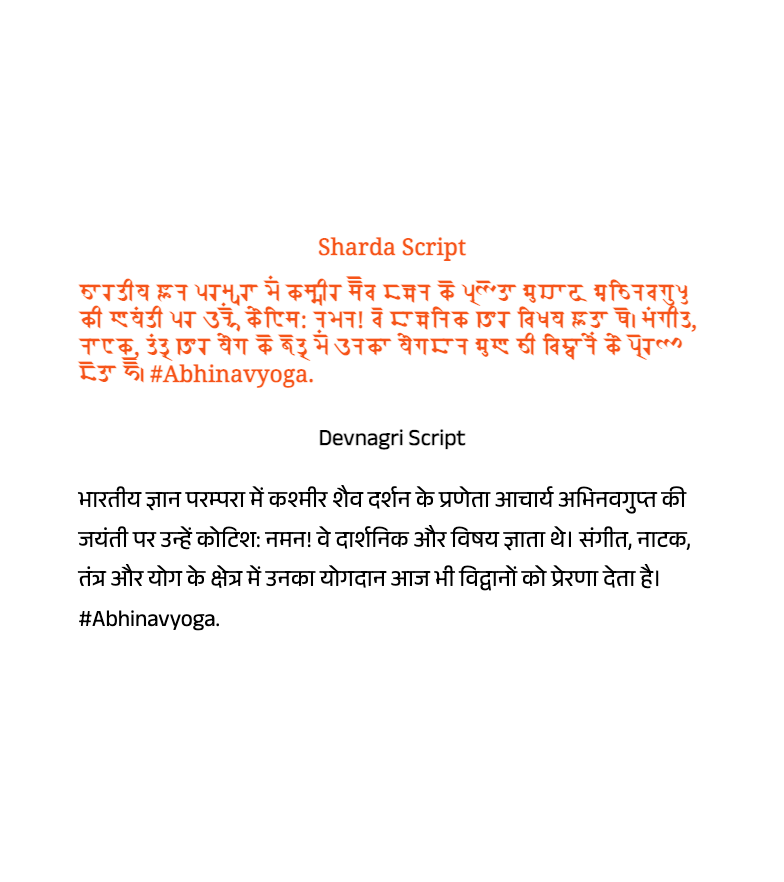 Sharda Script
𑆨𑆳𑆫𑆠𑆵𑆪 𑆘𑇀𑆚𑆳𑆤 𑆥𑆫𑆩𑇀𑆥𑆫𑆳 𑆩𑆼𑆁 𑆑𑆯𑇀𑆩𑆵𑆫 𑆯𑆽𑆮 𑆢𑆫𑇀𑆯𑆤 𑆑𑆼 𑆥𑇀𑆫𑆟𑆼𑆠𑆳 𑆄𑆖𑆳𑆫𑇀𑆪 𑆃𑆨𑆴𑆤𑆮𑆓𑆶𑆥𑇀𑆠
𑆑𑆵 𑆘𑆪𑆁𑆠𑆵 𑆥𑆫 𑆇𑆤𑇀𑆲𑆼𑆁 𑆑𑆾𑆛𑆴𑆯: 𑆤𑆩𑆤! 𑆮𑆼 𑆢𑆳𑆫𑇀𑆯𑆤𑆴𑆑 𑆐𑆫 𑆮𑆴𑆰𑆪 𑆘𑇀𑆚𑆳𑆠𑆳 𑆡𑆼। 𑆱𑆁𑆓𑆵𑆠,
𑆤𑆳𑆛𑆑, 𑆠𑆁𑆠𑇀𑆫 𑆐𑆫 𑆪𑆾𑆓 𑆑𑆼 𑆑𑇀𑆰𑆼𑆠𑇀𑆫 𑆩𑆼𑆁 𑆇𑆤𑆑𑆳 𑆪𑆾𑆓𑆢𑆳𑆤 𑆄𑆘 𑆨𑆵 𑆮𑆴𑆢𑇀𑆮𑆳𑆤𑆾𑆁 𑆑𑆾 𑆥𑇀𑆫𑆼𑆫𑆟𑆳
𑆢𑆼𑆠𑆳 𑆲𑆽। #Abhinavyoga.
Devnagri Script
भारतीय ज्ञान परम्परा में कश्मीर शैव दर्शन के प्रणेता आचार्य अभिनवगुप्त की
जयंती पर उन्हें कोटिश: नमन! वे दार्शनिक और विषय ज्ञाता थे। संगीत, नाटक,
तंत्र और योग के क्षेत्र में उनका योगदान आज भी विद्वानों को प्रेरणा देता है।
#Abhinavyoga.